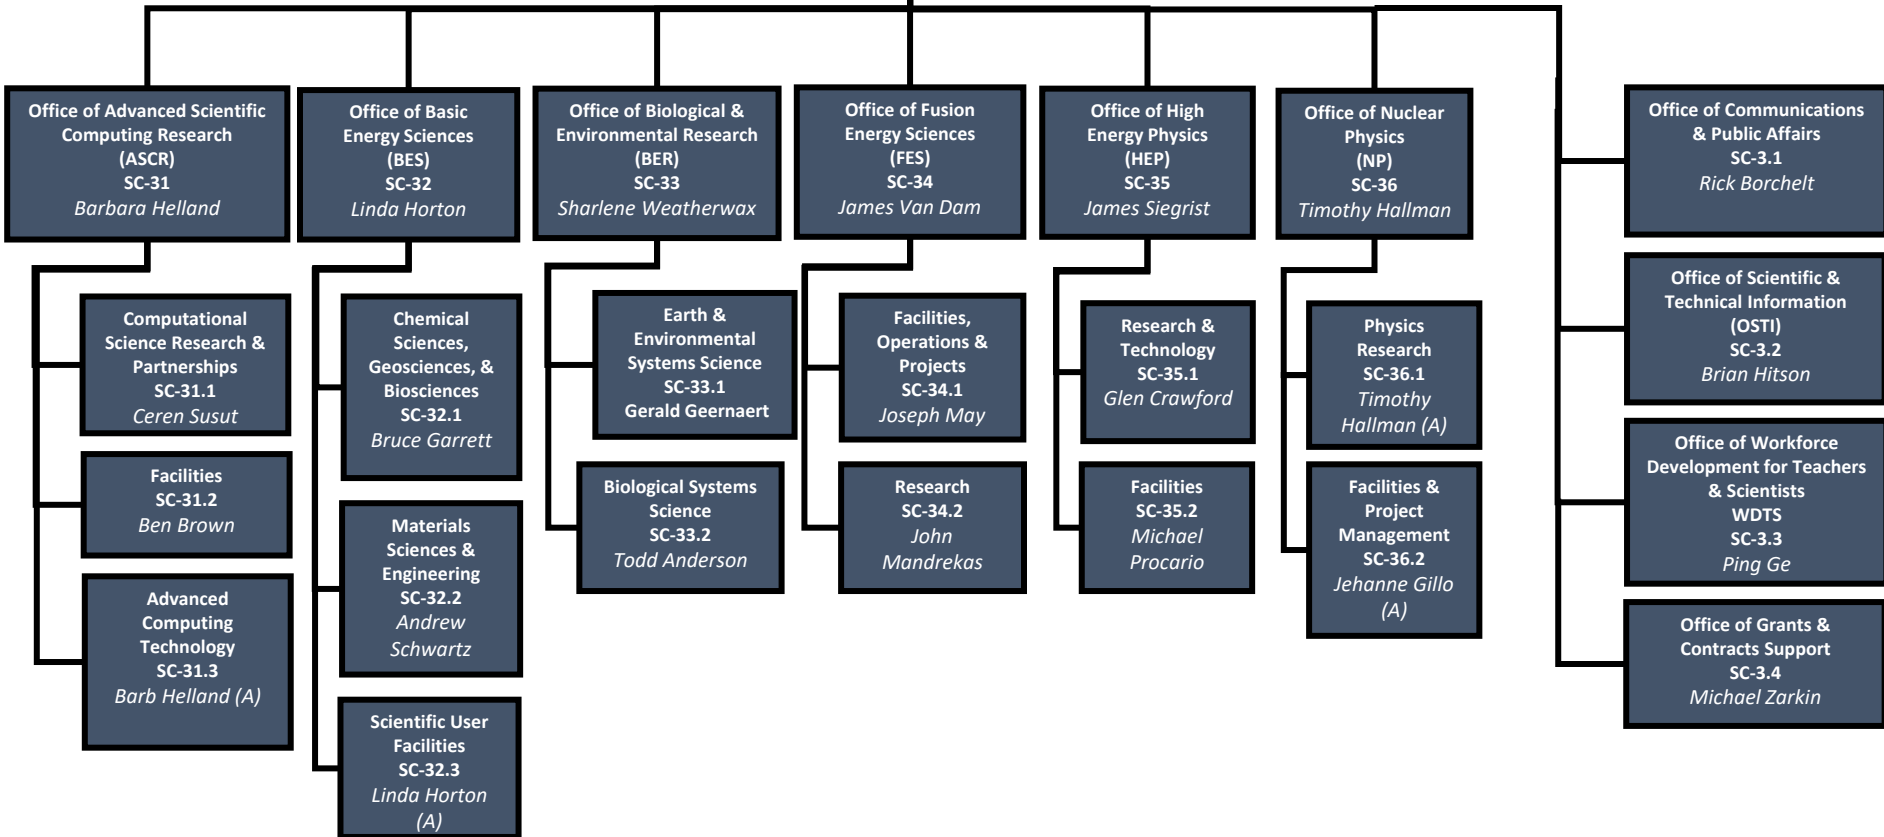 Office of Advanced Scientific
Computing Research
(ASCR)
SC-31
Barbara Helland
Office of Basic
Energy Sciences
(BES)
SC-32
Linda Horton
Office of Biological &
Environmental Research
(BER)
SC-33
Sharlene Weatherwax
Office of Fusion
Energy Sciences
(FES)
SC-34
James Van Dam
Office of High
Energy Physics
(HEP)
SC-35
James Siegrist
Office of Nuclear
Physics
(NP)
SC-36
Timothy Hallman
Office of Communications
& Public Affairs
SC-3.1
Rick Borchelt
Computational
Science Research &
Partnerships
SC-31.1
Ceren Susut
Facilities
SC-31.2
Ben Brown
Advanced
Computing
Technology
SC-31.3
Barb Helland (A)
Chemical
Sciences,
Geosciences, &
Biosciences
SC-32.1
Bruce Garrett
Materials
Sciences &
Engineering
SC-32.2
Andrew
Schwartz
Scientific User
Facilities
SC-32.3
Linda Horton
(A)
Earth &
Environmental
Systems Science
SC-33.1
Gerald Geernaert
Biological Systems
Science
SC-33.2
Todd Anderson
Facilities,
Operations &
Projects
SC-34.1
Joseph May
Research
SC-34.2
John
Mandrekas
Research &
Technology
SC-35.1
Glen Crawford
Facilities
SC-35.2
Michael
Procario
Physics
Research
SC-36.1
Timothy
Hallman (A)
Facilities &
Project
Management
SC-36.2
Jehanne Gillo
(A)
Office of Scientific &
Technical Information
(OSTI)
SC-3.2
Brian Hitson
Office of Workforce
Development for Teachers
& Scientists
WDTS
SC-3.3
Ping Ge
Office of Grants &
Contracts Support
SC-3.4
Michael Zarkin